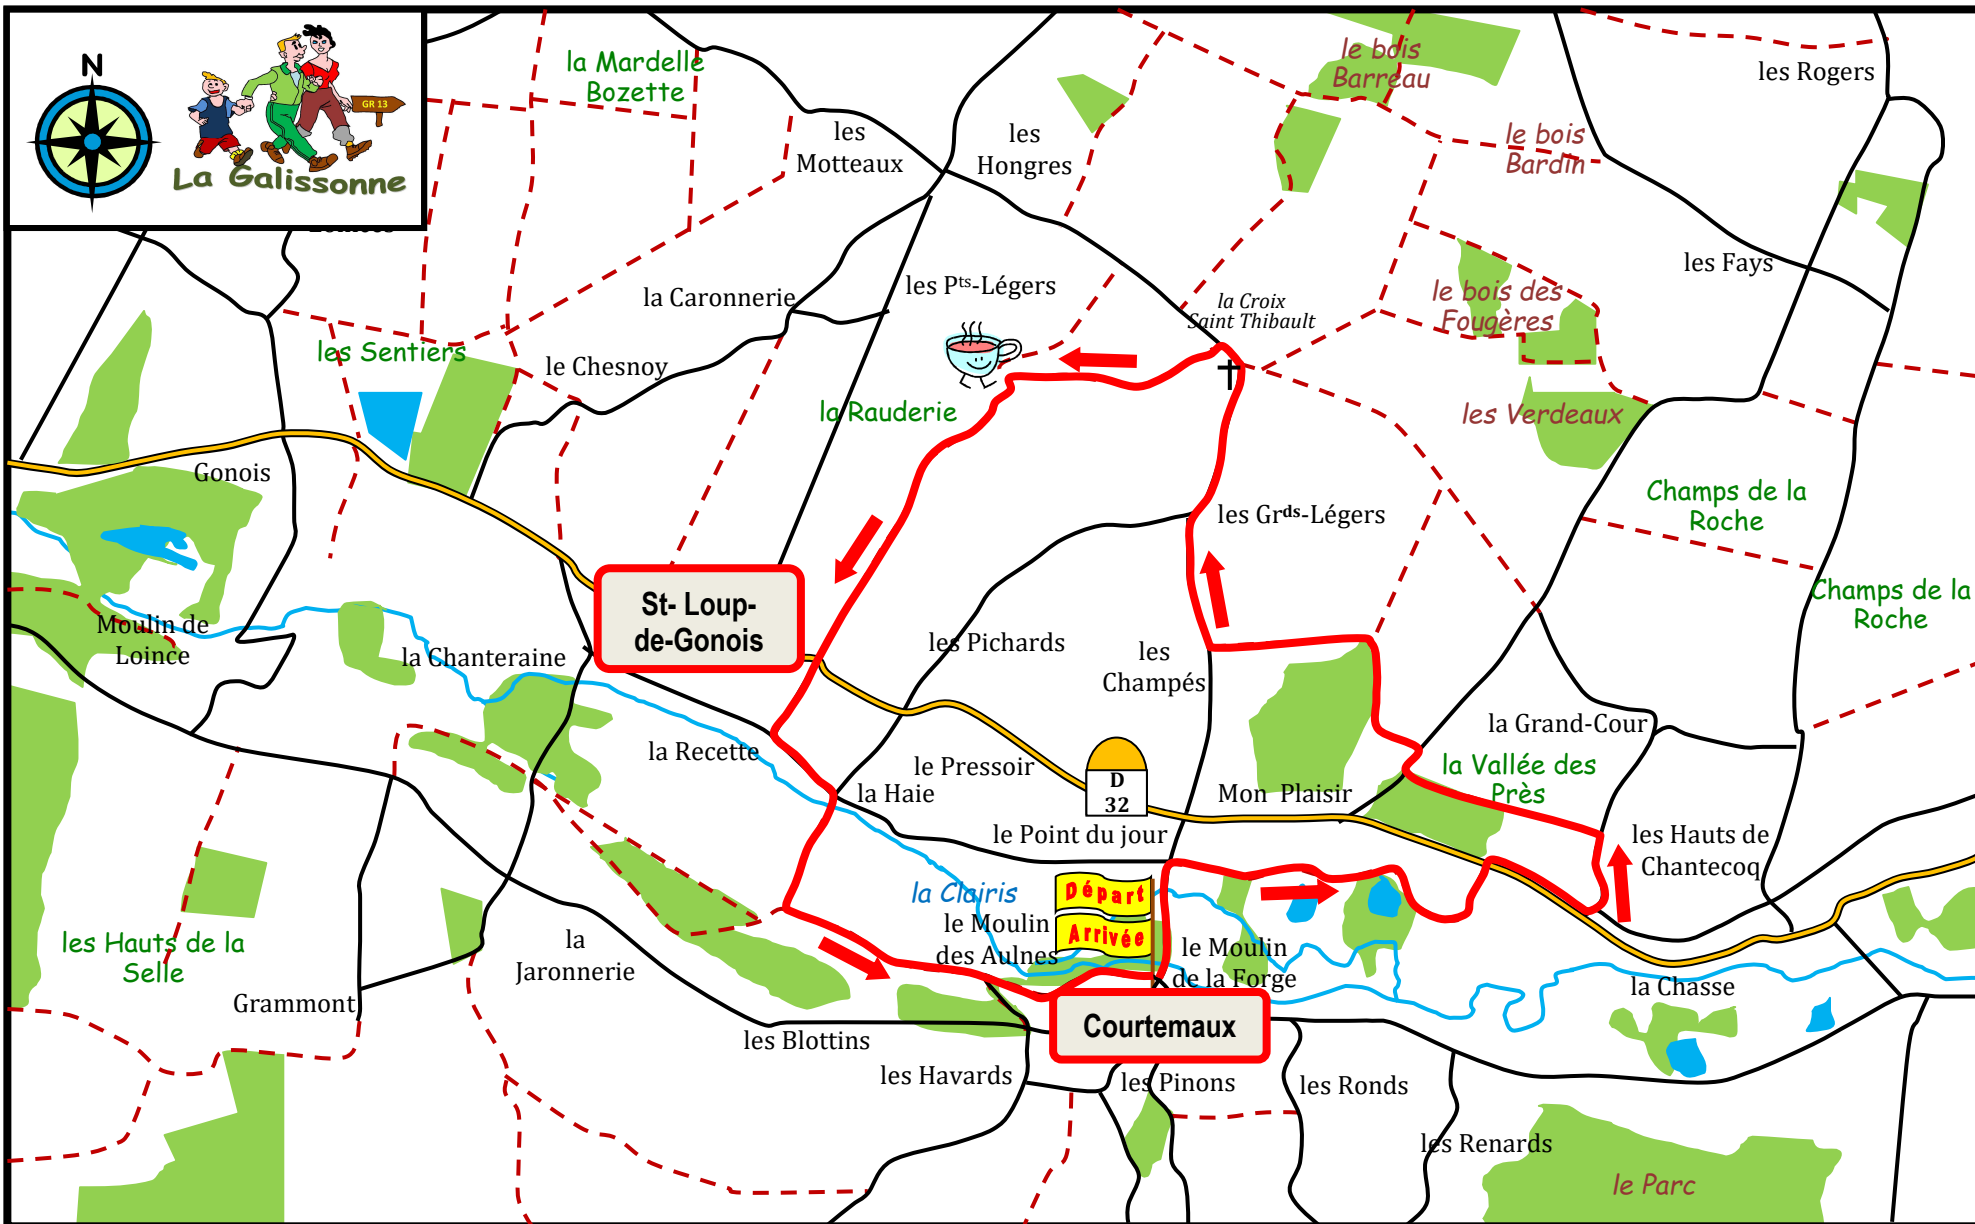 N
GR 13
La Galissonne
la Mardelle
Bozette
les
Motteaux
les
Hongres
le bois
Barreau
les Rogers
le bois
Bardin
les Fays
la Caronnerie
les Pts-Légers
la Croix
Saint Thibault
le bois des
Fougères
les Sentiers
le Chesnoy
la Rauderie
les Verdeaux
Gonois
les Grds-Légers
Champs de la
Roche
Champs de la
Roche
St- Loup-
de-Gonois
Moulin de
Loince
la Chanteraine
les Pichards
les
Champés
la Grand-Cour
la Recette
le Pressoir
D
32
la Haie
Mon Plaisir
la Vallée des
Près
le Point du jour
les Hauts de
Chantecoq
la Clairis
Départ
Arrivée
le Moulin
des Aulnes
le Moulin
de la Forge
les Hauts de la
Selle
la
Jaronnerie
Grammont
la Chasse
Courtemaux
les Blottins
les Havards
les Pinons
les Ronds
les Renards
le Parc